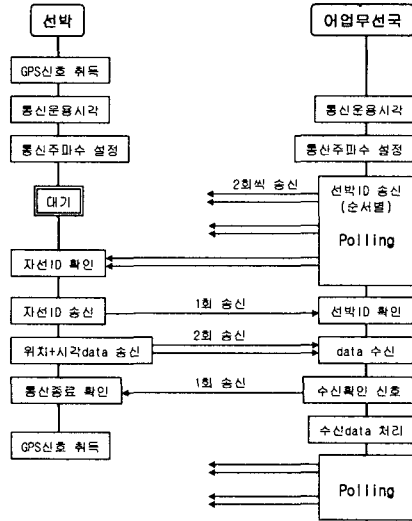 선박
어업무선국
GPS신호 취득
통신운용시각
통신운용시각
통신주파수 설정
통신주파수 설정
2회씩 송신
선박ID 송신
(순서별)
대기
Polling
자선ID 확인
자선ID 송신
1회 송신
선박ID 확인
위치+시각data 송신
2회 송신
data 수신
통신종료 확인
1회 송신
수신확인 신호
수신data 처리
GPS신호 취득
Polling